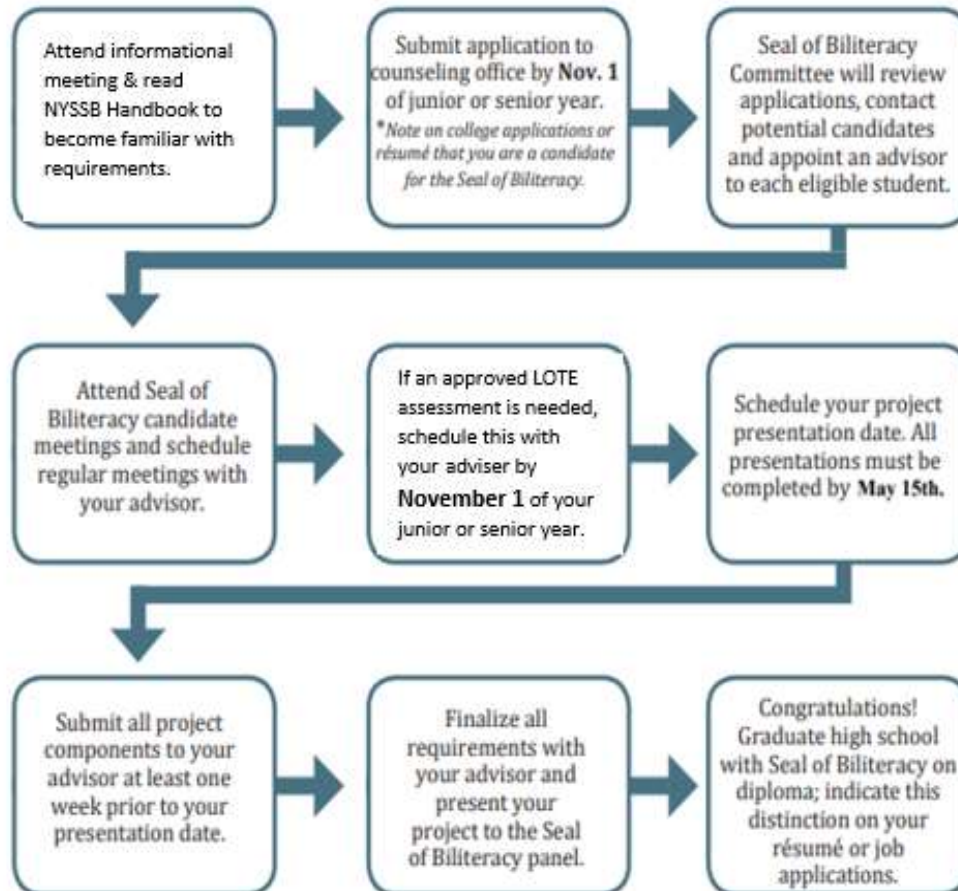 Attend informational
meeting & read
NYSSB Handbook to
become familiar with
requirements.
Submit application to
counseling office by Nov. 1
of junior or senior year.
*Note on college applications or
résumé that you are a candidate
for the Seal of Biliteracy.
Seal of Biliteracy
Committee will review
applications, contact
potential candidates
and appoint an advisor
to each eligible student.
Attend Seal of
Biliteracy candidate
meetings and schedule
regular meetings with
your advisor.
If an approved LOTE
assessment is needed,
schedule this with
your adviser by
November 1 of your
junior or senior year.
Schedule your project
presentation date. All
presentations must be
completed by May 15th.
Submit all project
components to your
advisor at least one
week prior to your
presentation date.
Finalize all
requirements with
your advisor and
present your
project to the Seal
of Biliteracy panel.
Congratulations!
Graduate high school
with Seal of Biliteracy on
diploma; indicate this
distinction on your
résumé or job
applications.